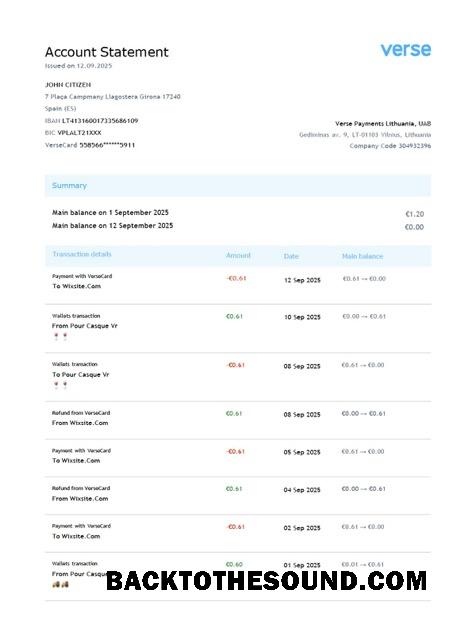 Account Statement
verse
Issued on 12.09.2025
JOHN CITIZEN
7 Plaça Campmany Llagostera Girona 17240
Spain (ES)
IBAN LT413160017335686109
BIC VPLALT21XXX
VerseCard 558566******5911
Verse Payments Lithuania, UAB
Gedimino av. 9, LT-01103 Vilnius, Lithuania
Company Code 304932396
Summary
Main balance on 1 September 2025 €1.20
Main balance on 12 September 2025 €0.00
Transaction details Amount Date Main balance
Payment with VerseCard
To Wixsite.Com -€0.61 12 Sep 2025 €0.61 → €0.00
Wallets transaction
From Pour Casque Vr €0.61 10 Sep 2025 €0.00 → €0.61
Wallets transaction
To Pour Casque Vr -€0.61 08 Sep 2025 €0.61 → €0.00
Refund from VerseCard
From Wixsite.Com €0.61 08 Sep 2025 €0.00 → €0.61
Payment with VerseCard
To Wixsite.Com -€0.61 05 Sep 2025 €0.61 → €0.00
Refund from VerseCard
From Wixsite.Com €0.61 04 Sep 2025 €0.00 → €0.61
Payment with VerseCard
To Wixsite.Com -€0.61 02 Sep 2025 €0.61 → €0.00
Wallets transaction
From Pour Casque €0.60 01 Sep 2025 €0.01 → €0.61
BACKTOTHESOUND.COM